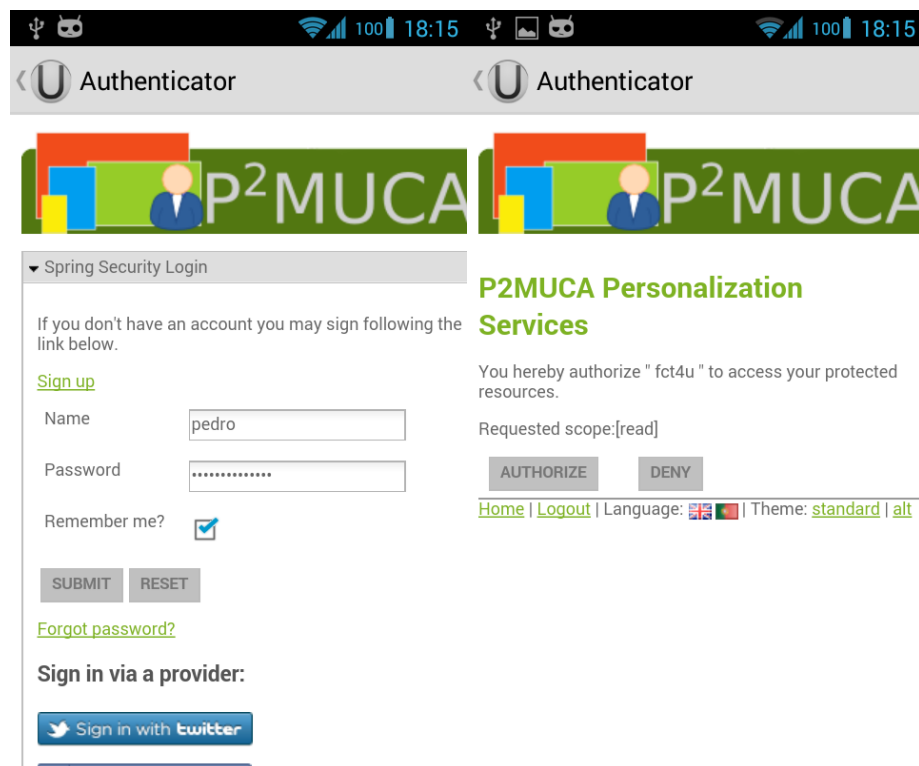 100 18:15
Authenticator
P²MUCA
Spring Security Login
If you don't have an account you may sign following the
link below.
Sign up
Name pedro
Password ••••••••••••••
Remember me?
SUBMIT RESET
Forgot password?
Sign in via a provider:
Sign in with twitter
100 18:15
Authenticator
P²MUCA
P2MUCA Personalization
Services
You hereby authorize " fct4u " to access your protected
resources.
Requested scope:[read]
AUTHORIZE DENY
Home | Logout | Language: | Theme: standard | alt